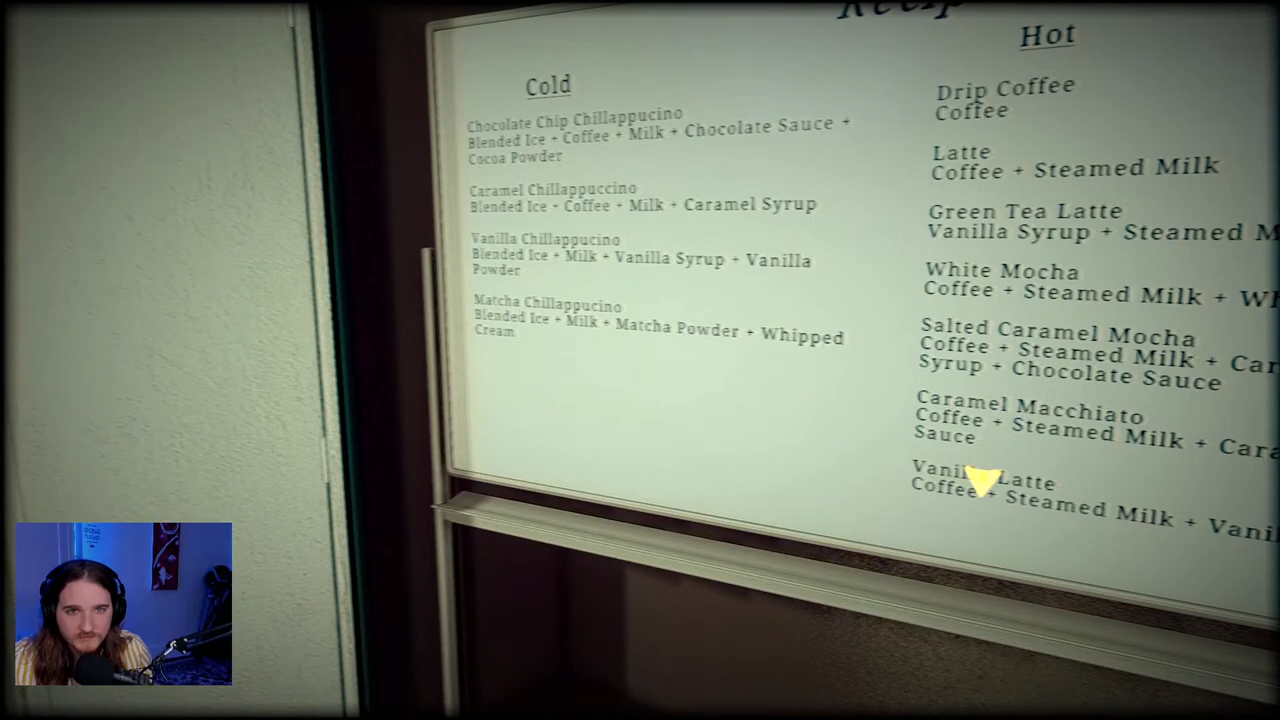 Cold
Chocolate Chip Chillappucino
Blended Ice + Coffee + Milk + Chocolate Sauce +
Cocoa Powder
Caramel Chillappuccino
Blended Ice + Coffee + Milk + Caramel Syrup
Vanilla Chillappucino
Blended Ice + Milk + Vanilla Syrup + Vanilla
Powder
Matcha Chillappucino
Blended Ice + Milk + Matcha Powder + Whipped
Cream
Hot
Drip Coffee
Coffee
Latte
Coffee + Steamed Milk
Green Tea Latte
Vanilla Syrup + Steamed
White Mocha
Coffee + Steamed Milk +
Salted Caramel Mocha
Coffee + Steamed Milk +
Syrup + Chocolate Sauce
Caramel Macchiato
Coffee + Steamed Milk +
Sauce
Latte
Coffee + Steamed Milk +